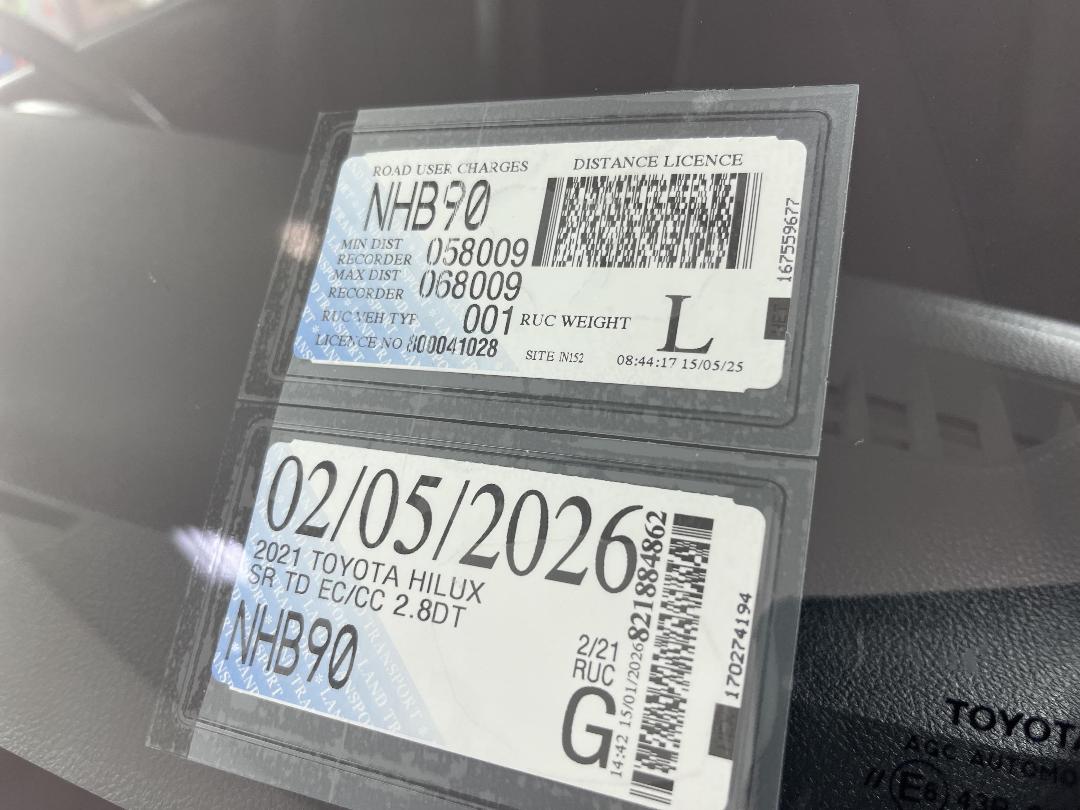 ROAD USER CHARGES
DISTANCE LICENCE
NHB90
MIN DIST
RECORDER 058009
MAX DIST
RECORDER 068009
RUC VEH TYP 001 RUC WEIGHT L
LICENCE NO 800041028
SITE IN152
08:44:17 15/05/25
167559677
02/05/2026
2021 TOYOTA HILUX
SR TD EC/CC 2.8DT
NHB90
2/21
RUC
G
14:42 15/01/2026
821884862
170274194
TOYOTA
AGC
E6